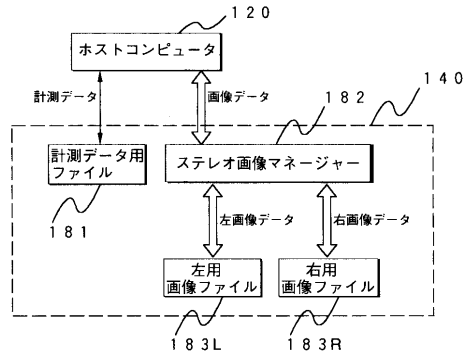 １２０
ホストコンピュータ
計測データ
画像データ
１８２
１４０
計測データ用
ファイル
ステレオ画像マネージャー
１８１
左画像データ
右画像データ
左用
画像ファイル
右用
画像ファイル
１８３L
１８３R